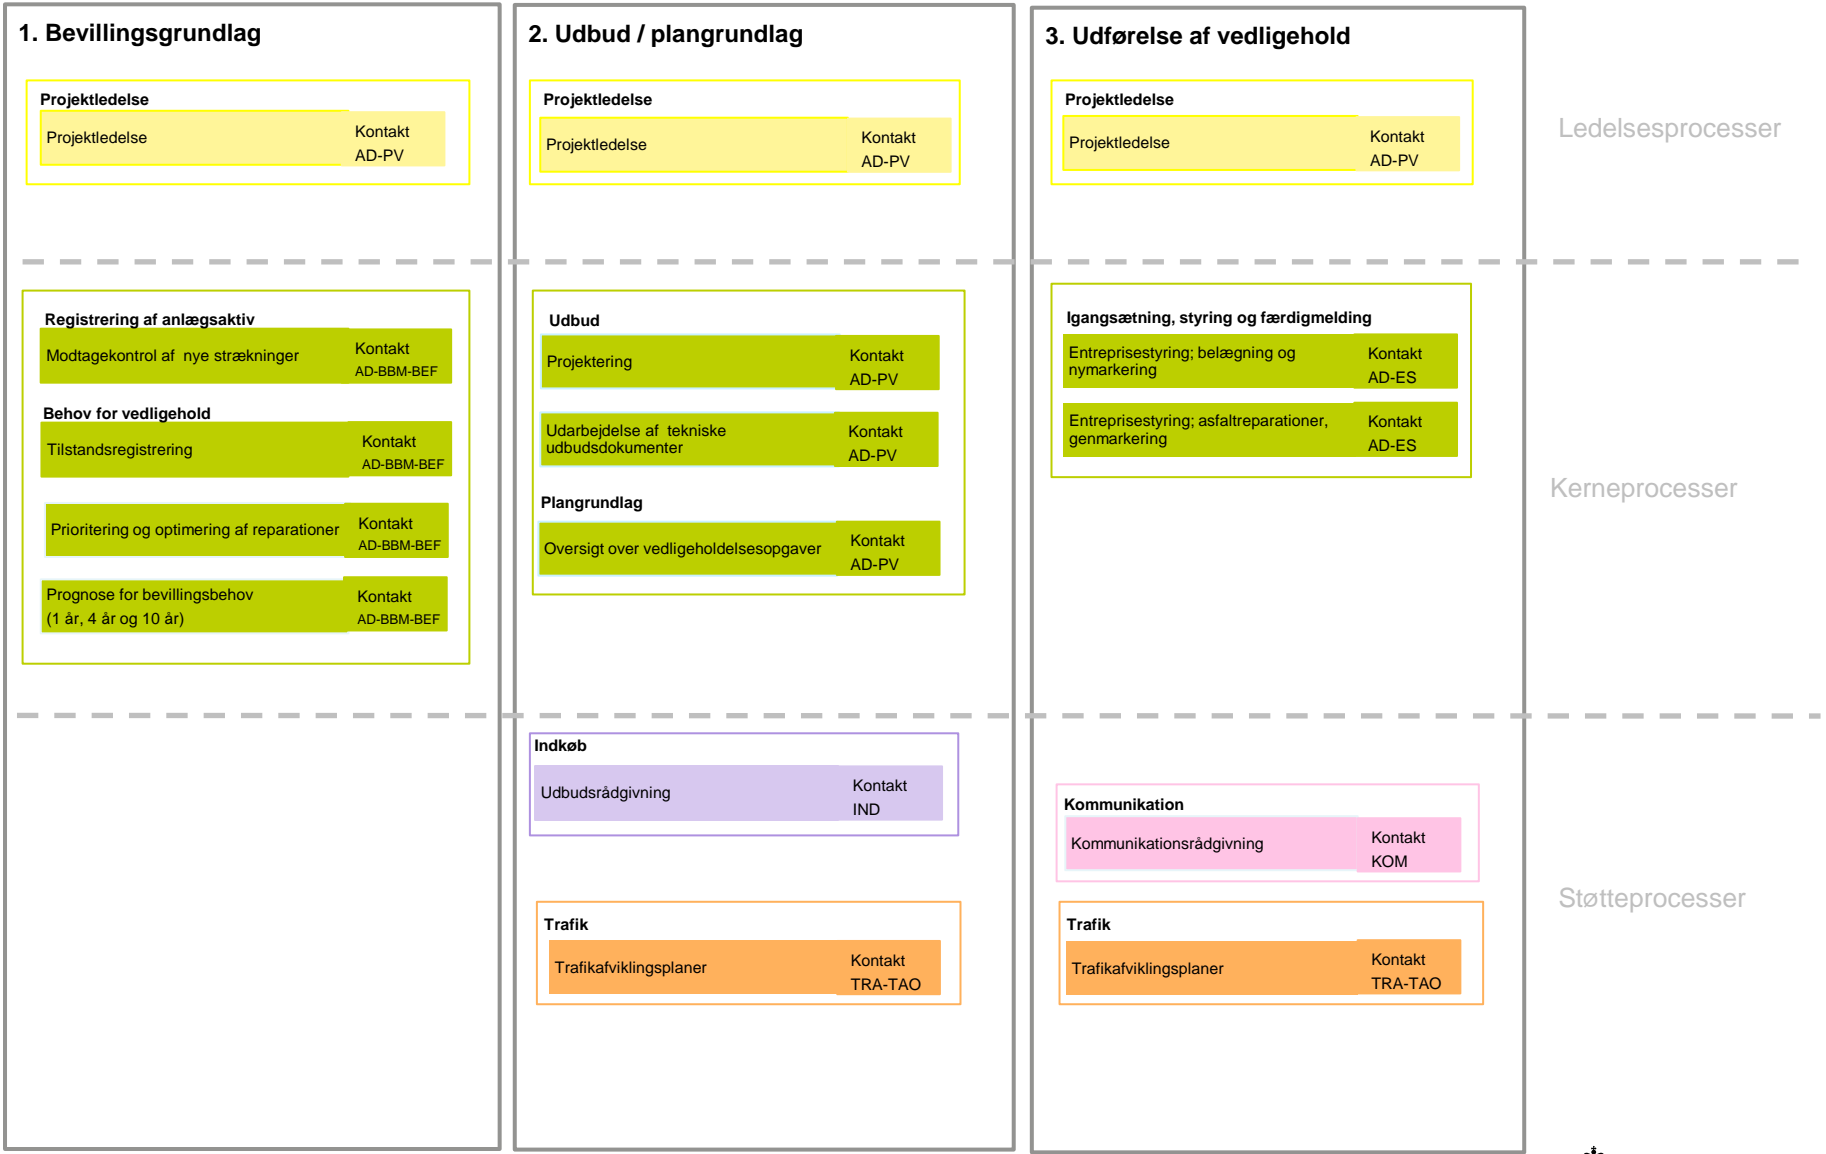 1. Bevillingsgrundlag
Projektledelse
Projektledelse
Kontakt
AD-PV
Registrering af anlægsaktiv
Modtagekontrol af  nye strækninger
Kontakt
AD-BBM-BEF
Behov for vedligehold
Tilstandsregistrering
Kontakt
AD-BBM-BEF
Prioritering og optimering af reparationer
Kontakt
AD-BBM-BEF
Prognose for bevillingsbehov
(1 år, 4 år og 10 år)
Kontakt
AD-BBM-BEF
2. Udbud / plangrundlag
Projektledelse
Projektledelse
Kontakt
AD-PV
Udbud
Projektering
Kontakt
AD-PV
Udarbejdelse af  tekniske
udbudsdokumenter
Kontakt
AD-PV
Plangrundlag
Oversigt over vedligeholdelsesopgaver
Kontakt
AD-PV
Indkøb
Udbudsrådgivning
Kontakt
IND
Trafik
Trafikafviklingsplaner
Kontakt
TRA-TAO
3. Udførelse af vedligehold
Projektledelse
Projektledelse
Kontakt
AD-PV
Igangsætning, styring og færdigmelding
Entreprisestyring; belægning og
nymarkering
Kontakt
AD-ES
Entreprisestyring; asfaltreparationer,
genmarkering
Kontakt
AD-ES
Kommunikation
Kommunikationsrådgivning
Kontakt
KOM
Trafik
Trafikafviklingsplaner
Kontakt
TRA-TAO
Ledelsesprocesser
Kerneprocesser
Støtteprocesser